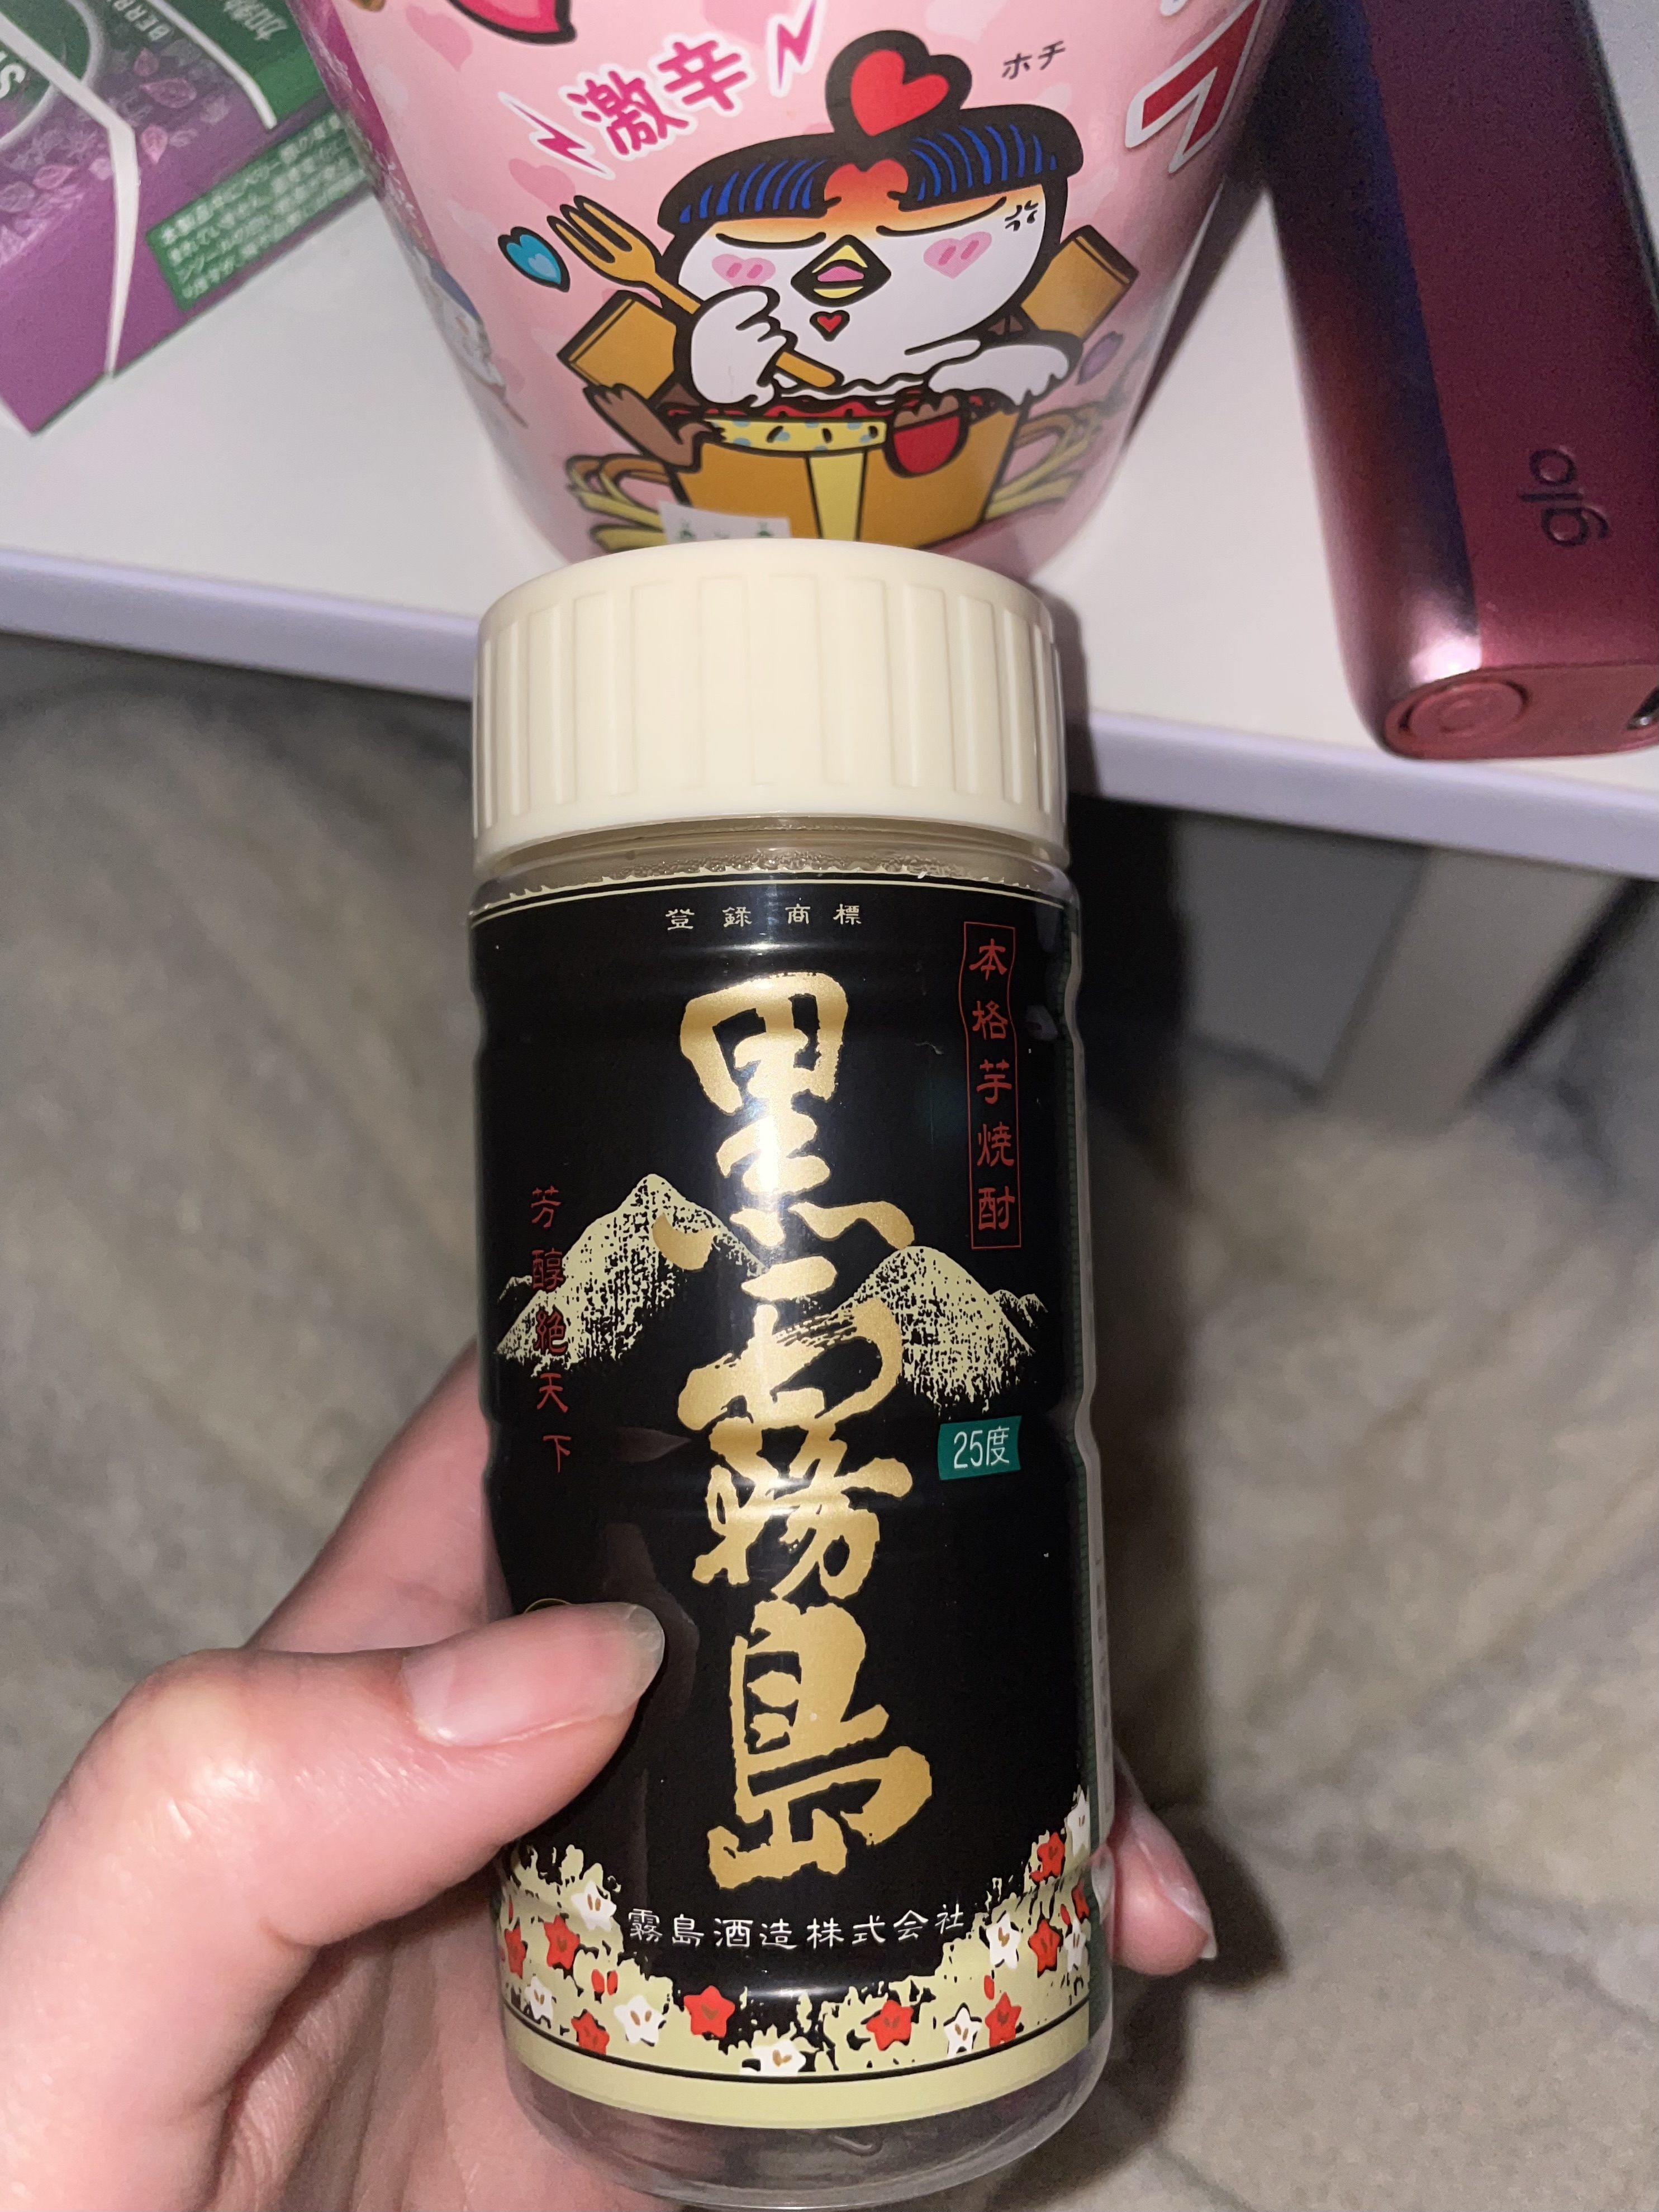 激辛
ホチ
glo
登録商標
本格芋焼酎
黒霧島
芳醇絶天下
25度
霧島酒造株式会社